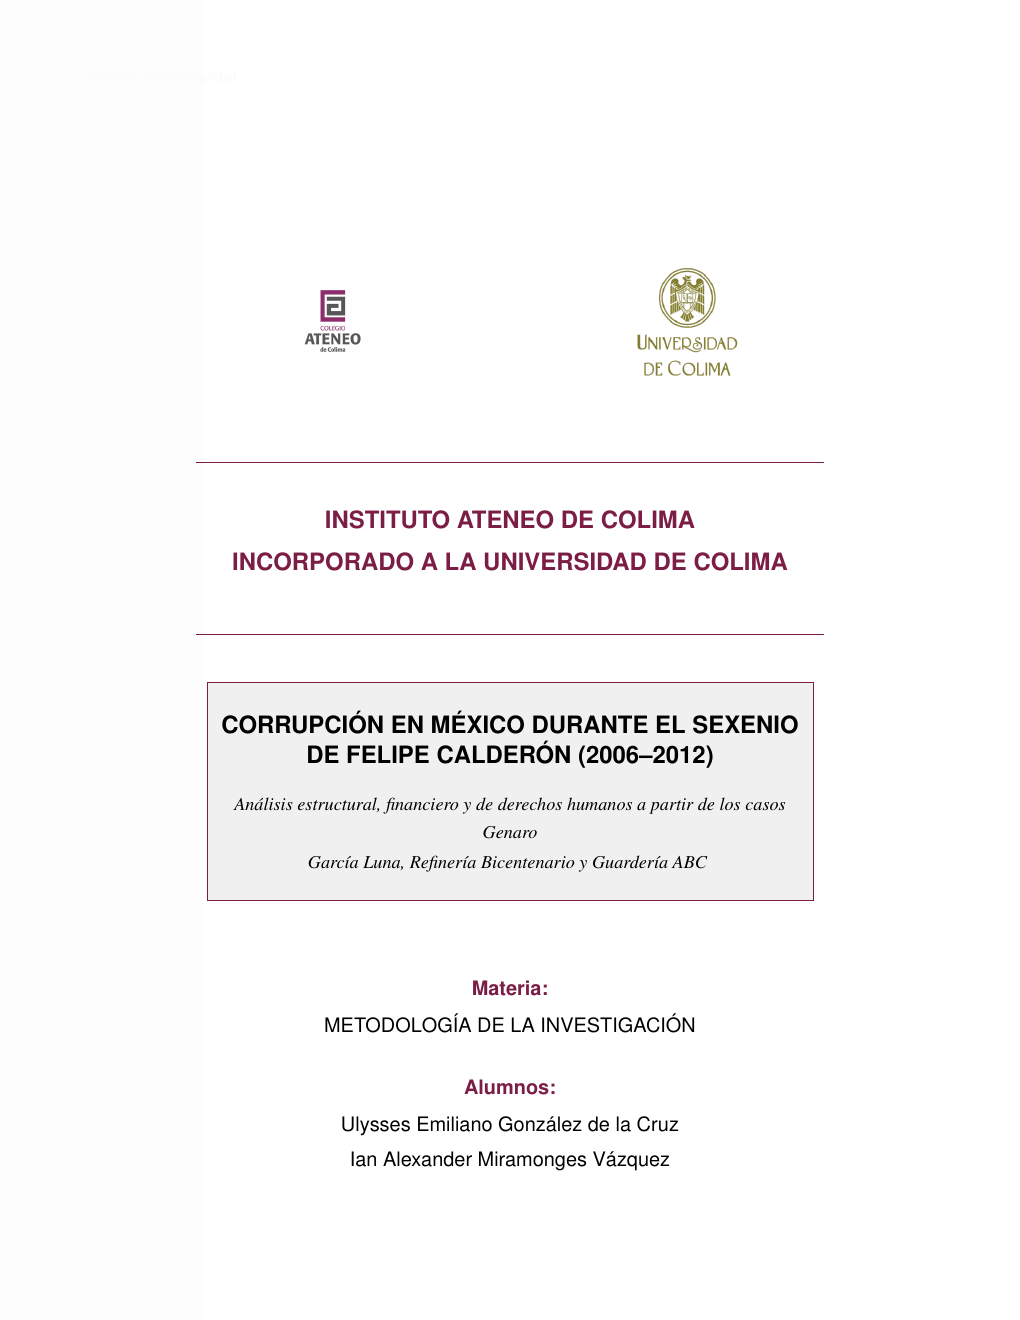 COLEGIO
ATENEO
de Colima
UNIVERSIDAD
DE COLIMA
INSTITUTO ATENEO DE COLIMA
INCORPORADO A LA UNIVERSIDAD DE COLIMA
CORRUPCIÓN EN MÉXICO DURANTE EL SEXENIO
DE FELIPE CALDERÓN (2006–2012)
Análisis estructural, financiero y de derechos humanos a partir de los casos
Genaro
García Luna, Refinería Bicentenario y Guardería ABC
Materia:
METODOLOGÍA DE LA INVESTIGACIÓN
Alumnos:
Ulysses Emiliano González de la Cruz
Ian Alexander Miramonges Vázquez